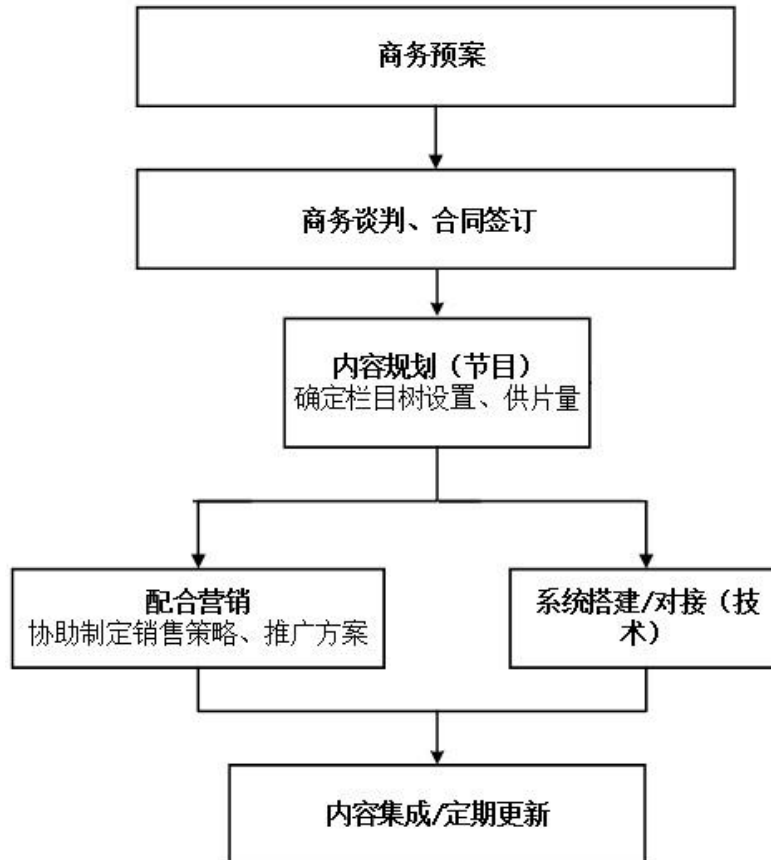 商务预案
商务谈判、合同签订
内容规划（节目）
确定栏目树设置、供片量
配合营销
协助制定销售策略、推广方案
系统搭建/对接（技
术）
内容集成/定期更新